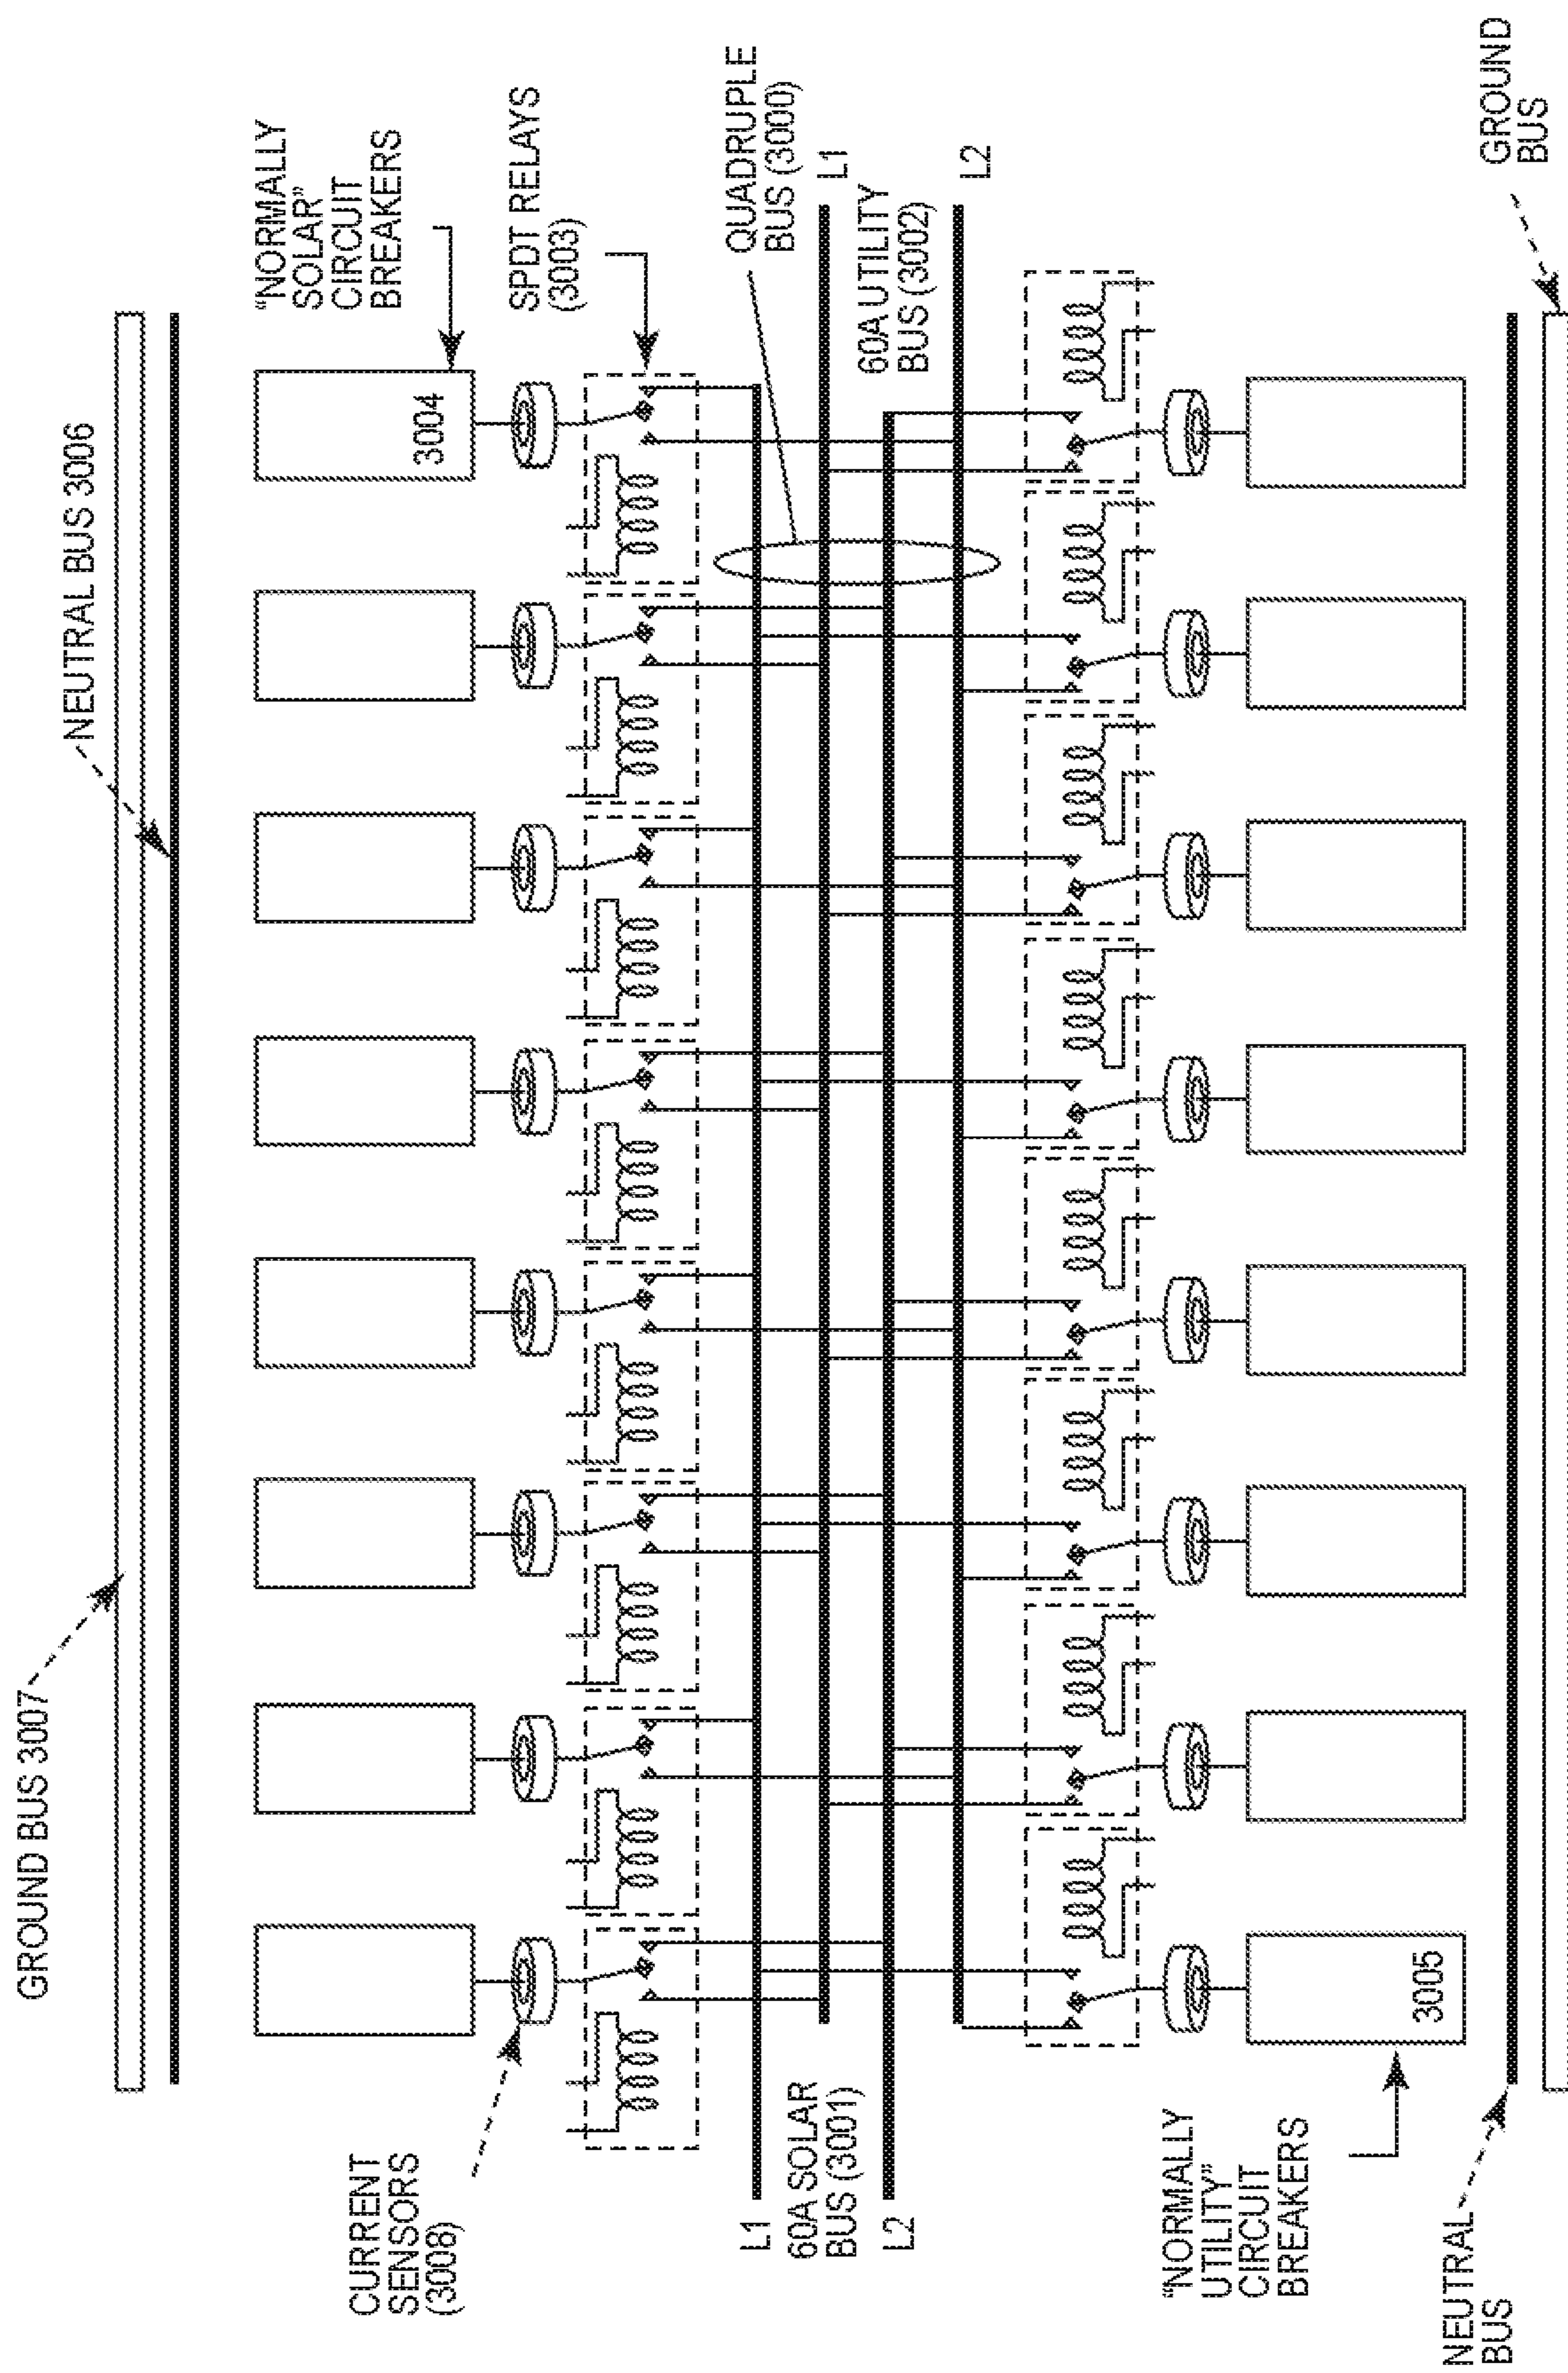 GROUND BUS 3007
NEUTRAL BUS 3006
"NORMALLY
SOLAR"
CIRCUIT
BREAKERS
3004
CURRENT
SENSORS
(3008)
SPDT RELAYS
(3003)
QUADRUPLE
BUS (3000)
L1
60A SOLAR
BUS (3001)
L2
L1
60A UTILITY
BUS (3002)
L2
"NORMALLY
UTILITY"
CIRCUIT
BREAKERS
3005
NEUTRAL
BUS
GROUND
BUS